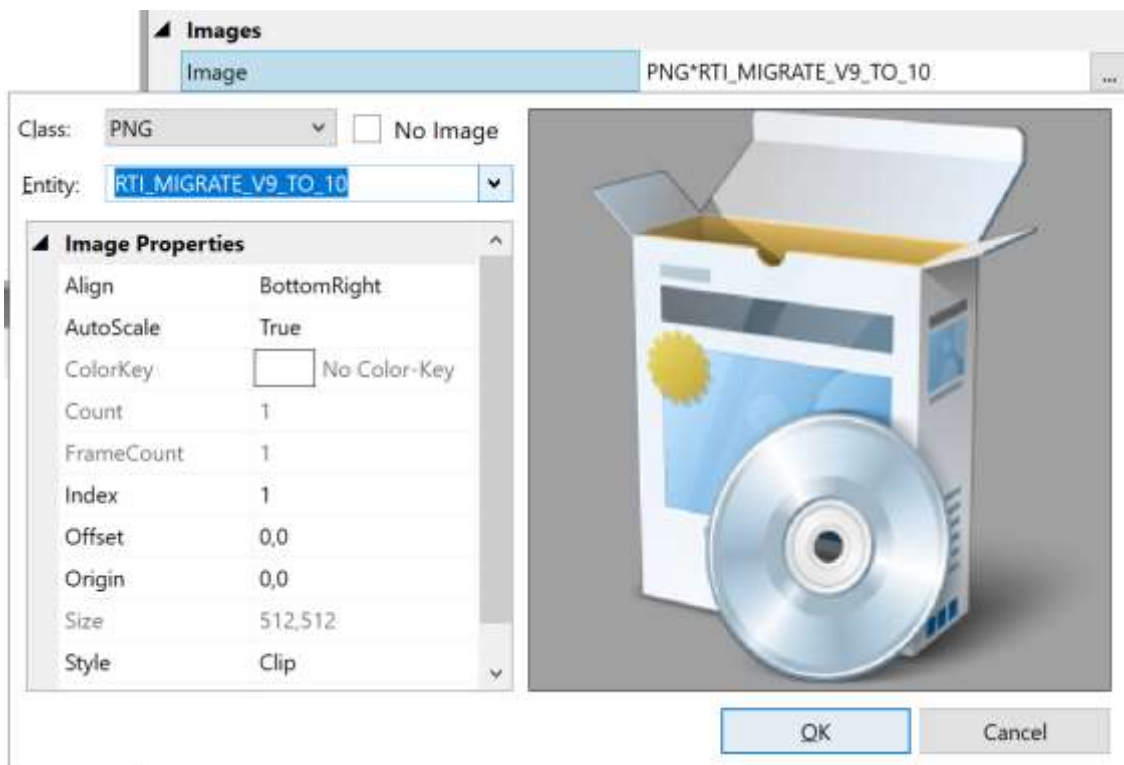 Images
Image PNG*RTI_MIGRATE_V9_TO_10 ...
Class: PNG No Image
Entity: RTI_MIGRATE_V9_TO_10
Image Properties
Align BottomRight
AutoScale True
ColorKey No Color-Key
Count 1
FrameCount 1
Index 1
Offset 0,0
Origin 0,0
Size 512,512
Style Clip
OK Cancel